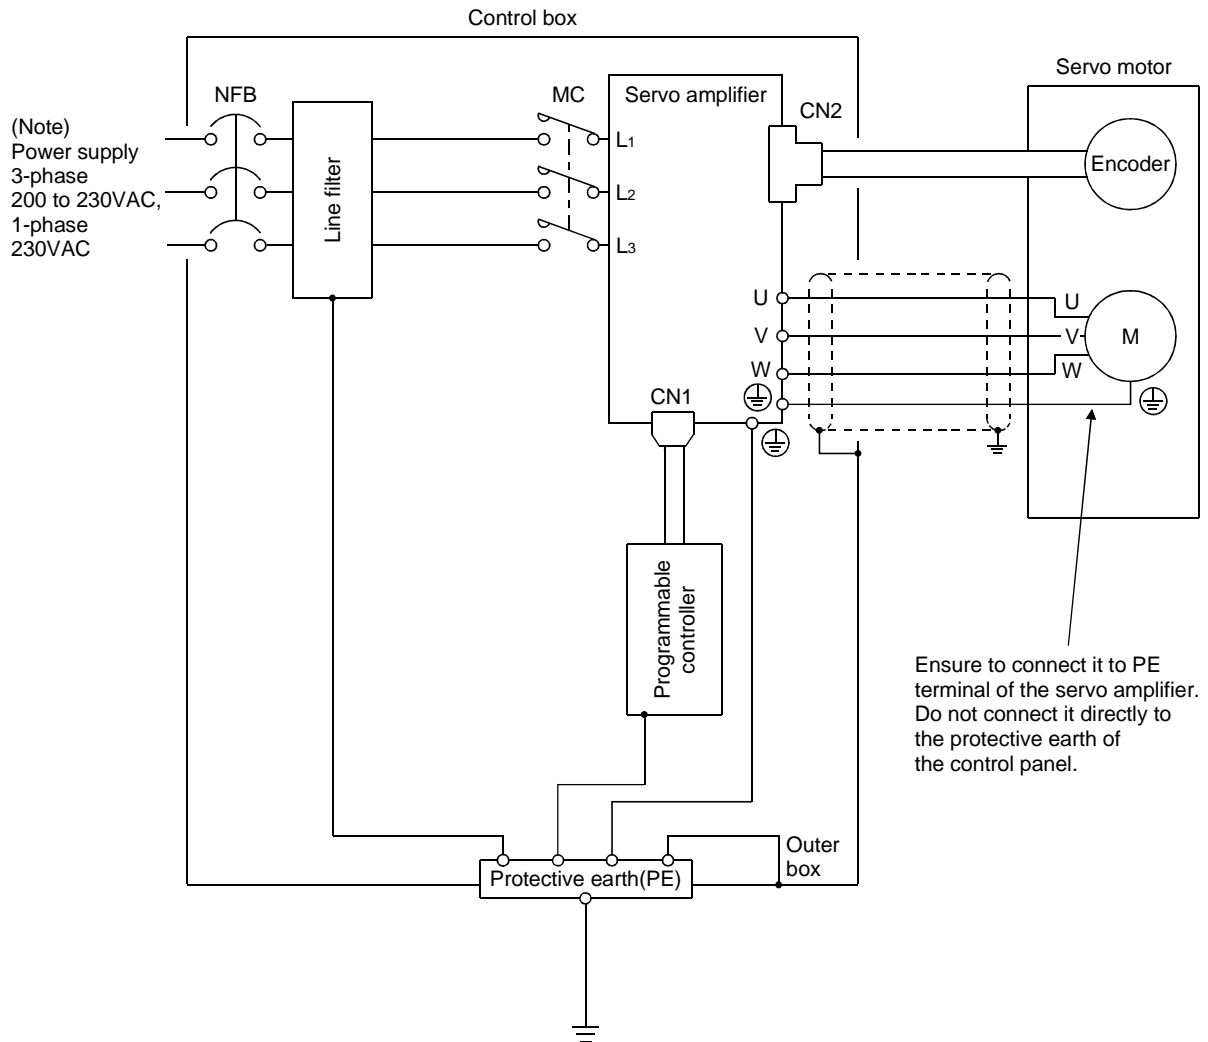 Control box
Servo motor
NFB
MC
Servo amplifier
CN2
(Note)
Power supply
3-phase
200 to 230VAC,
1-phase
230VAC
Line filter
L1
L2
L3
Encoder
U
V
W
U
V
W
M
CN1
Programmable
controller
Ensure to connect it to PE
terminal of the servo amplifier.
Do not connect it directly to
the protective earth of
the control panel.
Outer
box
Protective earth(PE)